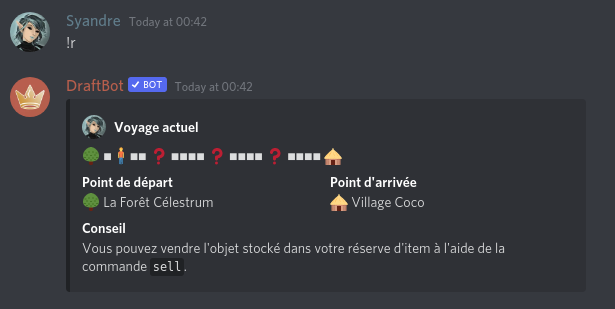 Syandre Today at 00:42
!r
DraftBot ✓ BOT Today at 00:42
Voyage actuel
❓ ❓ ❓
Point de départ Point d'arrivée
La Forêt Célestrum Village Coco
Conseil
Vous pouvez vendre l'objet stocké dans votre réserve d'item à l'aide de la
commande sell.